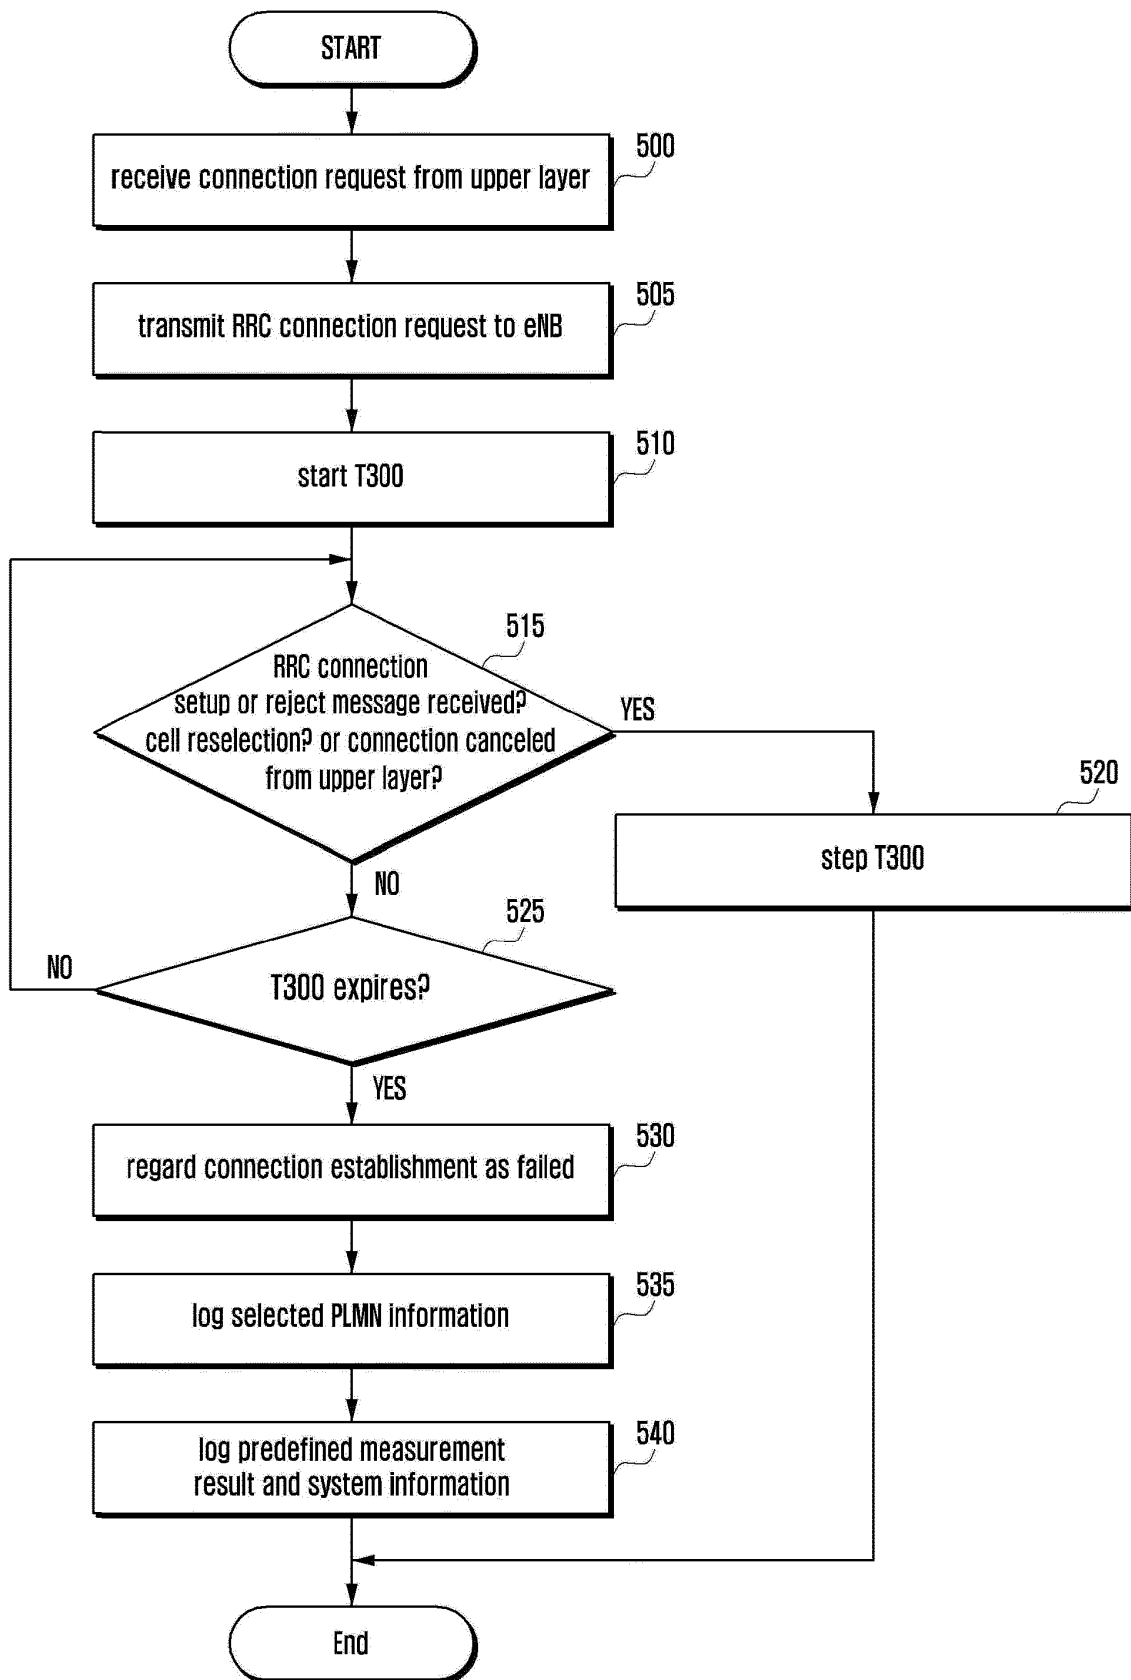 START
500
receive connection request from upper layer
505
transmit RRC connection request to eNB
510
start T300
515
RRC connection
setup or reject message received?
cell reselection? or connection canceled
from upper layer?
YES
520
step T300
NO
525
T300 expires?
NO
YES
530
regard connection establishment as failed
535
log selected PLMN information
540
log predefined measurement
result and system information
End